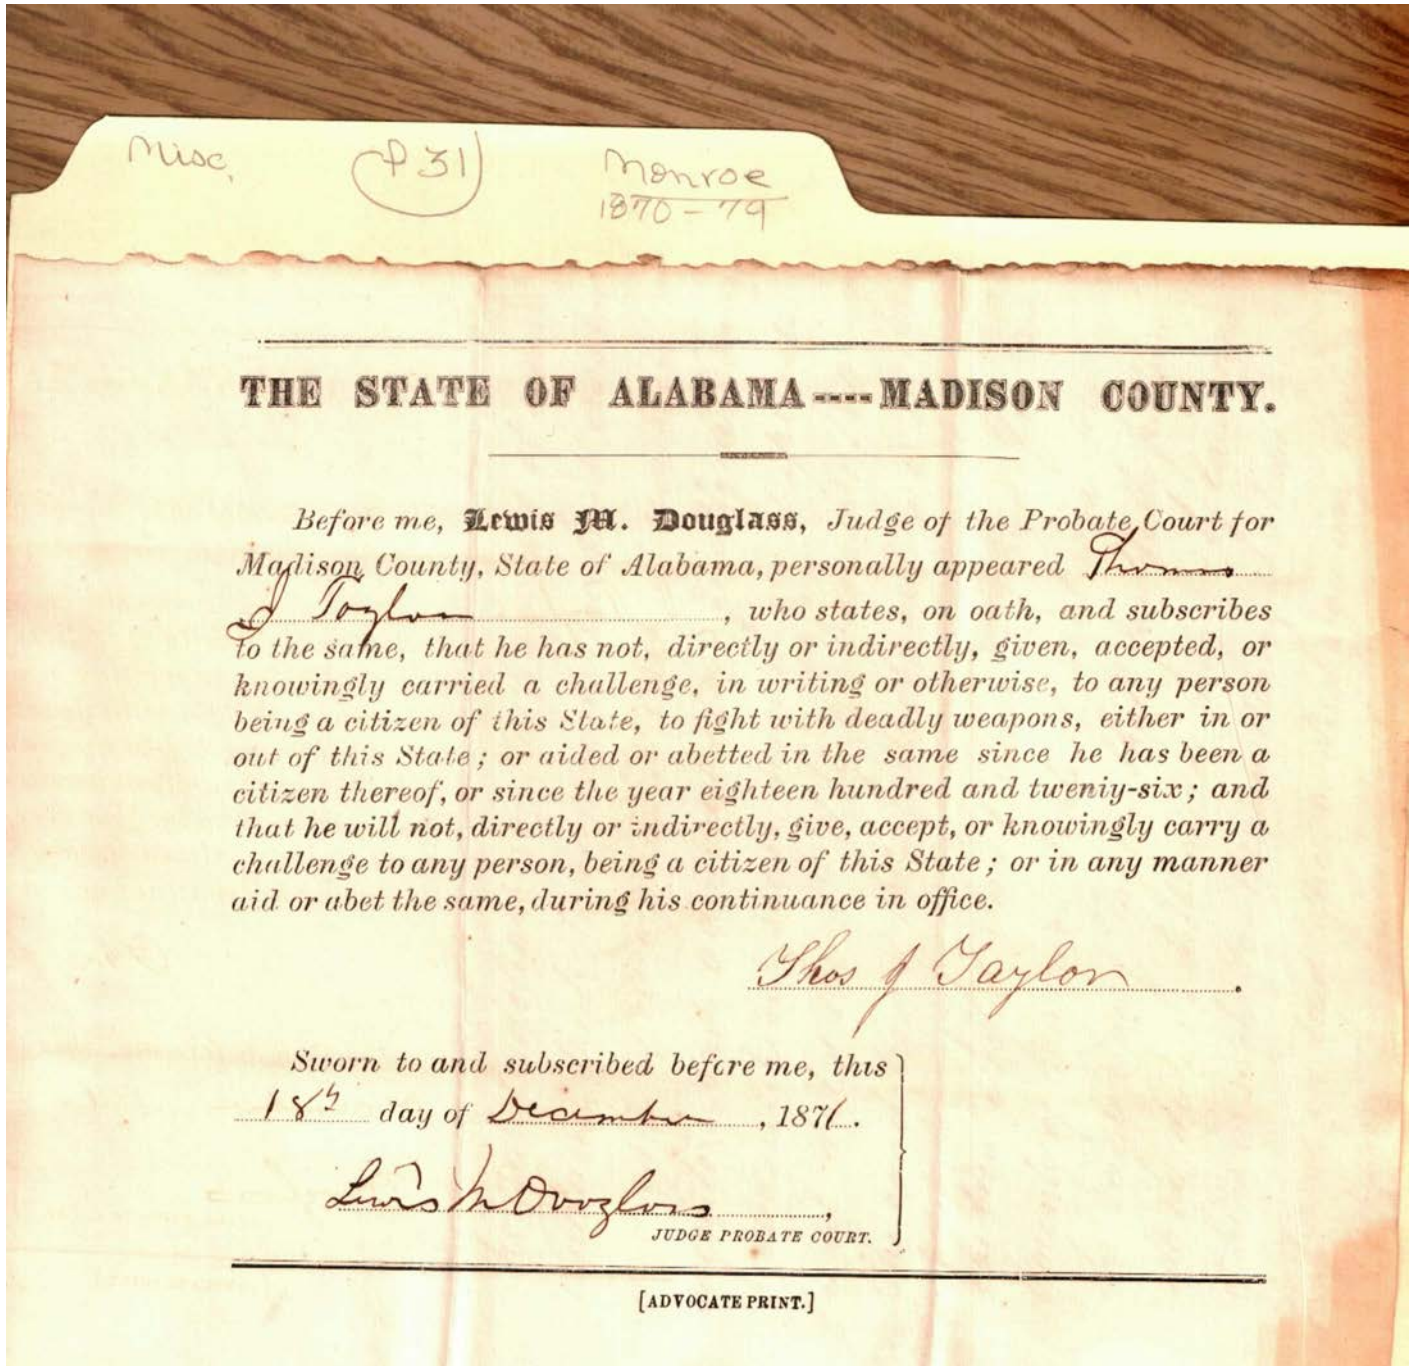 Misc. P31 Monroe
1870-79
THE STATE OF ALABAMA----MADISON COUNTY.
Before me, Lewis M. Douglass, Judge of the Probate Court for
Madison County, State of Alabama, personally appeared Thomas
J Taylor, who states, on oath, and subscribes
to the same, that he has not, directly or indirectly, given, accepted, or
knowingly carried a challenge, in writing or otherwise, to any person
being a citizen of this State, to fight with deadly weapons, either in or
out of this State; or aided or abetted in the same since he has been a
citizen thereof, or since the year eighteen hundred and twenty-six; and
that he will not, directly or indirectly, give, accept, or knowingly carry a
challenge to any person, being a citizen of this State; or in any manner
aid or abet the same, during his continuance in office.
Thos J Taylor.
Sworn to and subscribed before me, this
18th day of December, 1871.
Lewis M Douglass,
JUDGE PROBATE COURT.
[ADVOCATE PRINT.]